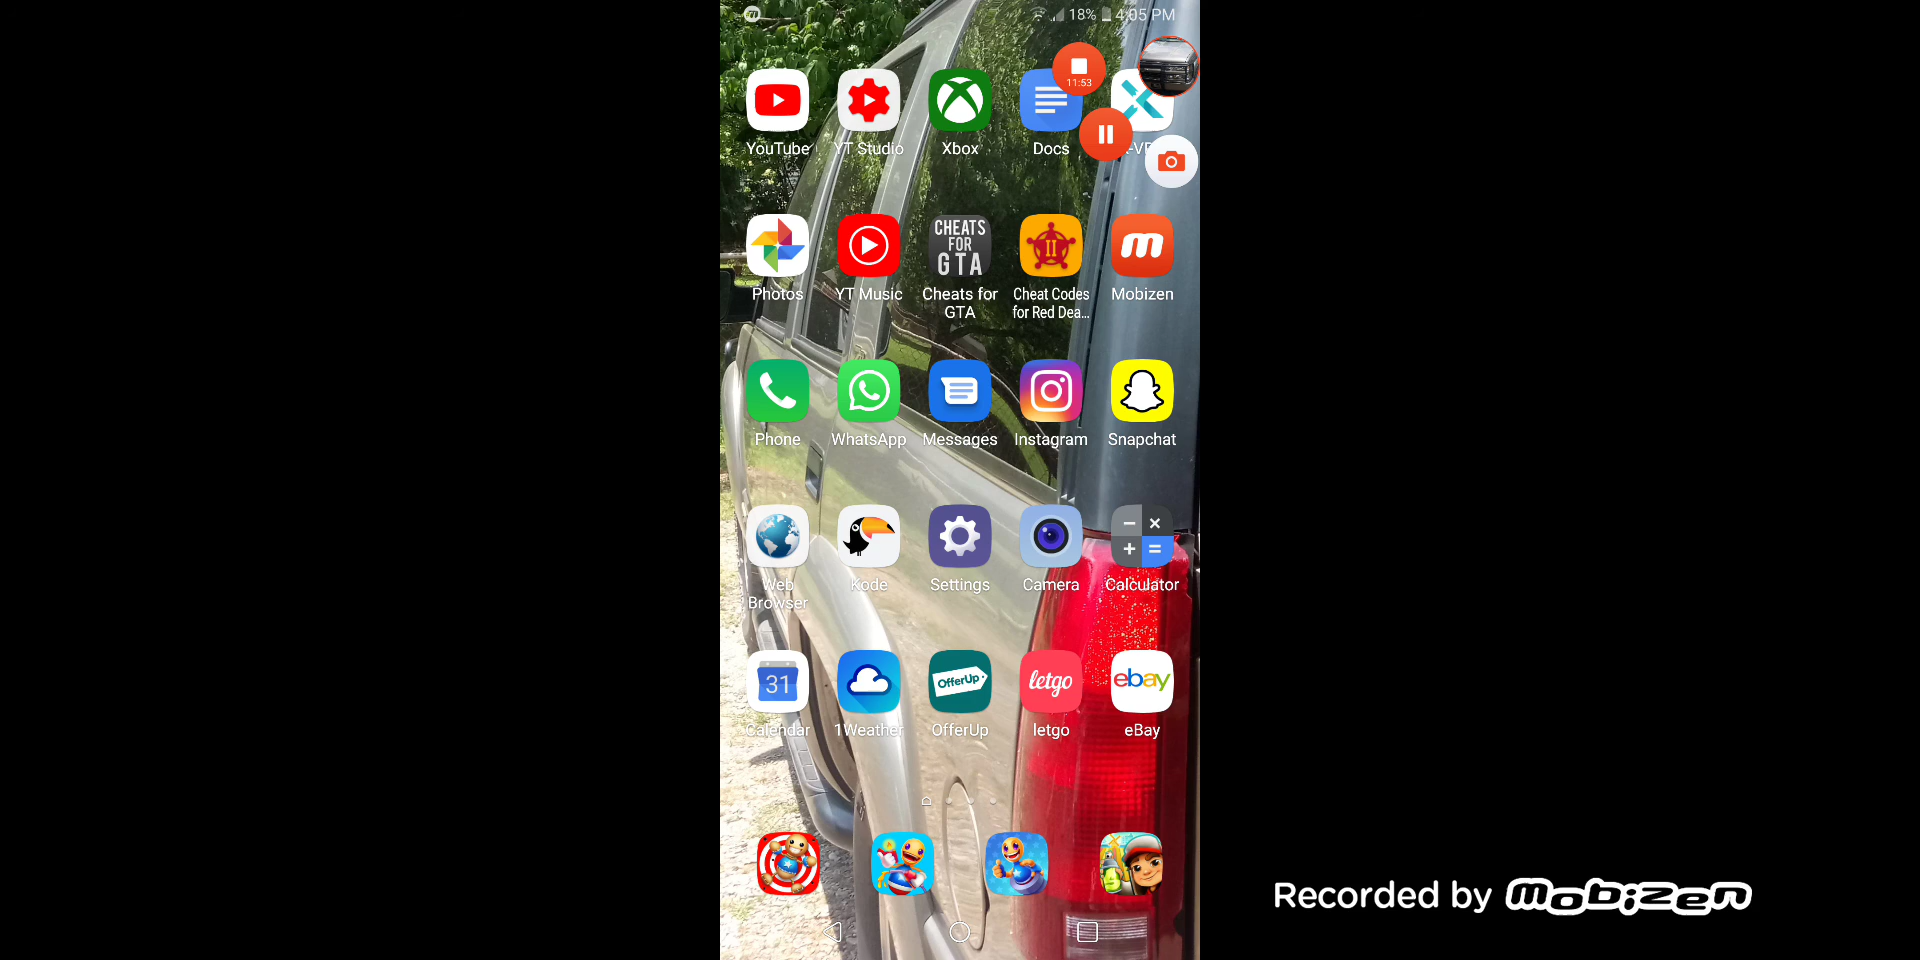 18% 4:05 PM
11:53
YouTube YT Studio Xbox Docs
Photos YT Music Cheats for GTA Cheat Codes for Red Dea... Mobizen
CHEATS
FOR
GTA
II
m
Phone WhatsApp Messages Instagram Snapchat
Web Browser Kode Settings Camera Calculator
31
OfferUp
letgo
ebay
Calendar 1Weather OfferUp letgo eBay
Recorded by mobizen